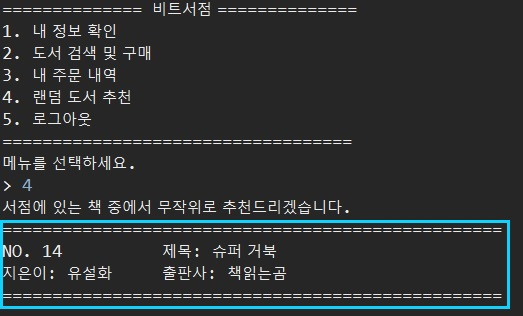 ============== 비트서점 ==============
1. 내 정보 확인
2. 도서 검색 및 구매
3. 내 주문 내역
4. 랜덤 도서 추천
5. 로그아웃
===================================
메뉴를 선택하세요.
> 4
서점에 있는 책 중에서 무작위로 추천드리겠습니다.
==================================================
NO. 14 제목: 슈퍼 거북
지은이: 유설화 출판사: 책읽는곰
==================================================